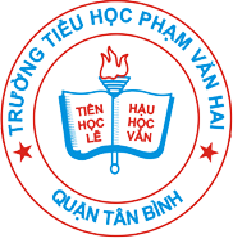 TRƯỜNG TIỂU HỌC PHẠM VĂN HAI
TIÊN
HỌC
LỄ
HẬU
HỌC
VĂN
QUẬN TÂN BÌNH